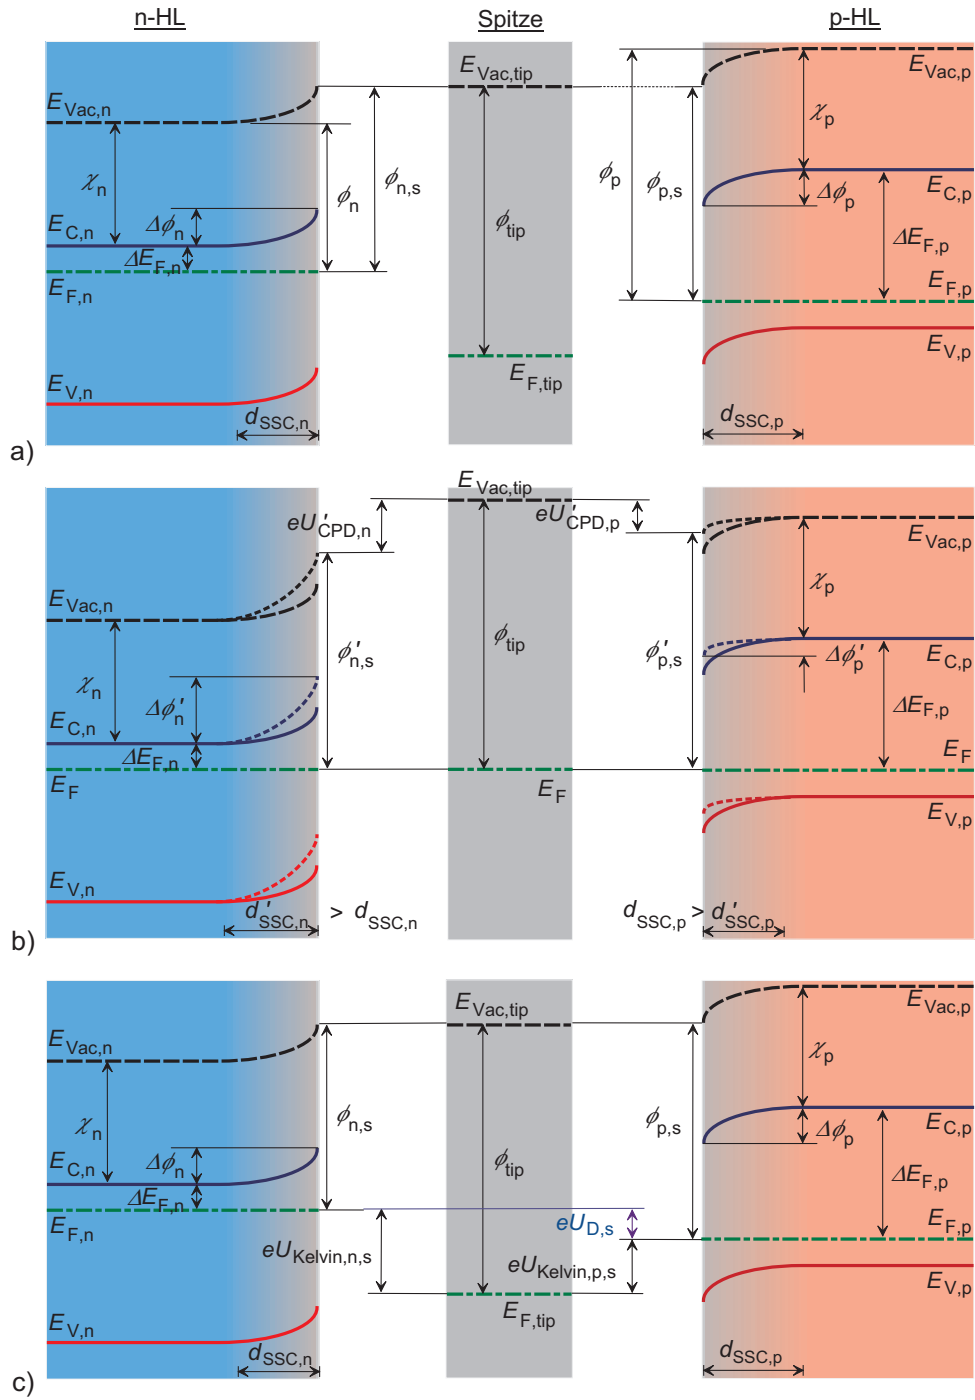 n-HL Spitze p-HL
E_Vac,n
χ_n
E_C,n
Δϕ_n
ΔE_F,n
E_F,n
E_V,n
d_SSC,n
ϕ_n
ϕ_n,s
E_Vac,tip
ϕ_tip
E_F,tip
ϕ_p
ϕ_p,s
E_Vac,p
χ_p
E_C,p
Δϕ_p
ΔE_F,p
E_F,p
E_V,p
d_SSC,p
a)
E_Vac,n
χ_n
E_C,n
Δϕ_n'
ΔE_F,n
E_F
E_V,n
d'_SSC,n > d_SSC,n
eU'_CPD,n
ϕ'_n,s
E_Vac,tip
ϕ_tip
E_F
eU'_CPD,p
ϕ'_p,s
E_Vac,p
χ_p
Δϕ_p'
E_C,p
ΔE_F,p
E_F
E_V,p
d_SSC,p > d'_SSC,p
b)
E_Vac,n
χ_n
E_C,n
Δϕ_n
ΔE_F,n
E_F,n
E_V,n
d_SSC,n
ϕ_n,s
eU_Kelvin,n,s
E_Vac,tip
ϕ_tip
E_F,tip
eU_D,s
eU_Kelvin,p,s
ϕ_p,s
E_Vac,p
χ_p
E_C,p
Δϕ_p
ΔE_F,p
E_F,p
E_V,p
d_SSC,p
c)